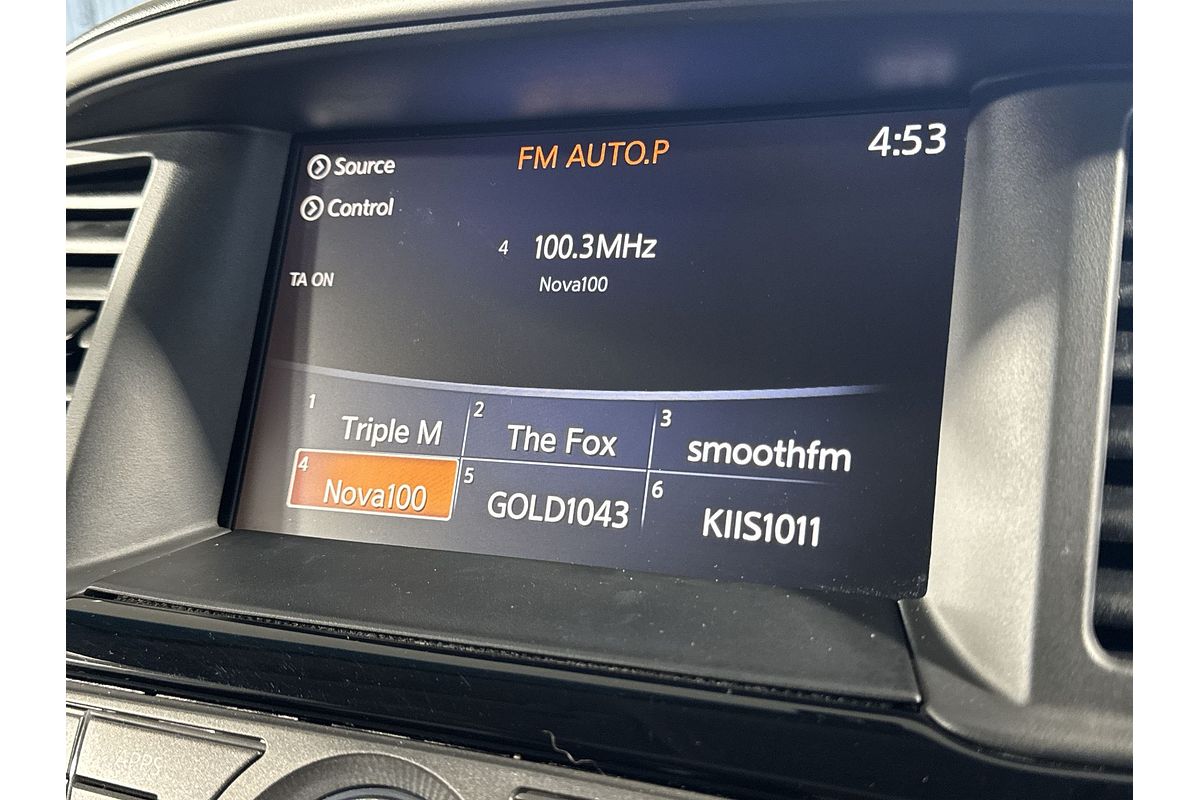 Source
FM AUTO.P
4:53
Control
4 100.3MHz
TA ON
Nova100
1 Triple M
2 The Fox
3 smoothfm
4 Nova100
5 GOLD1043
6 KIIS1011
APPS